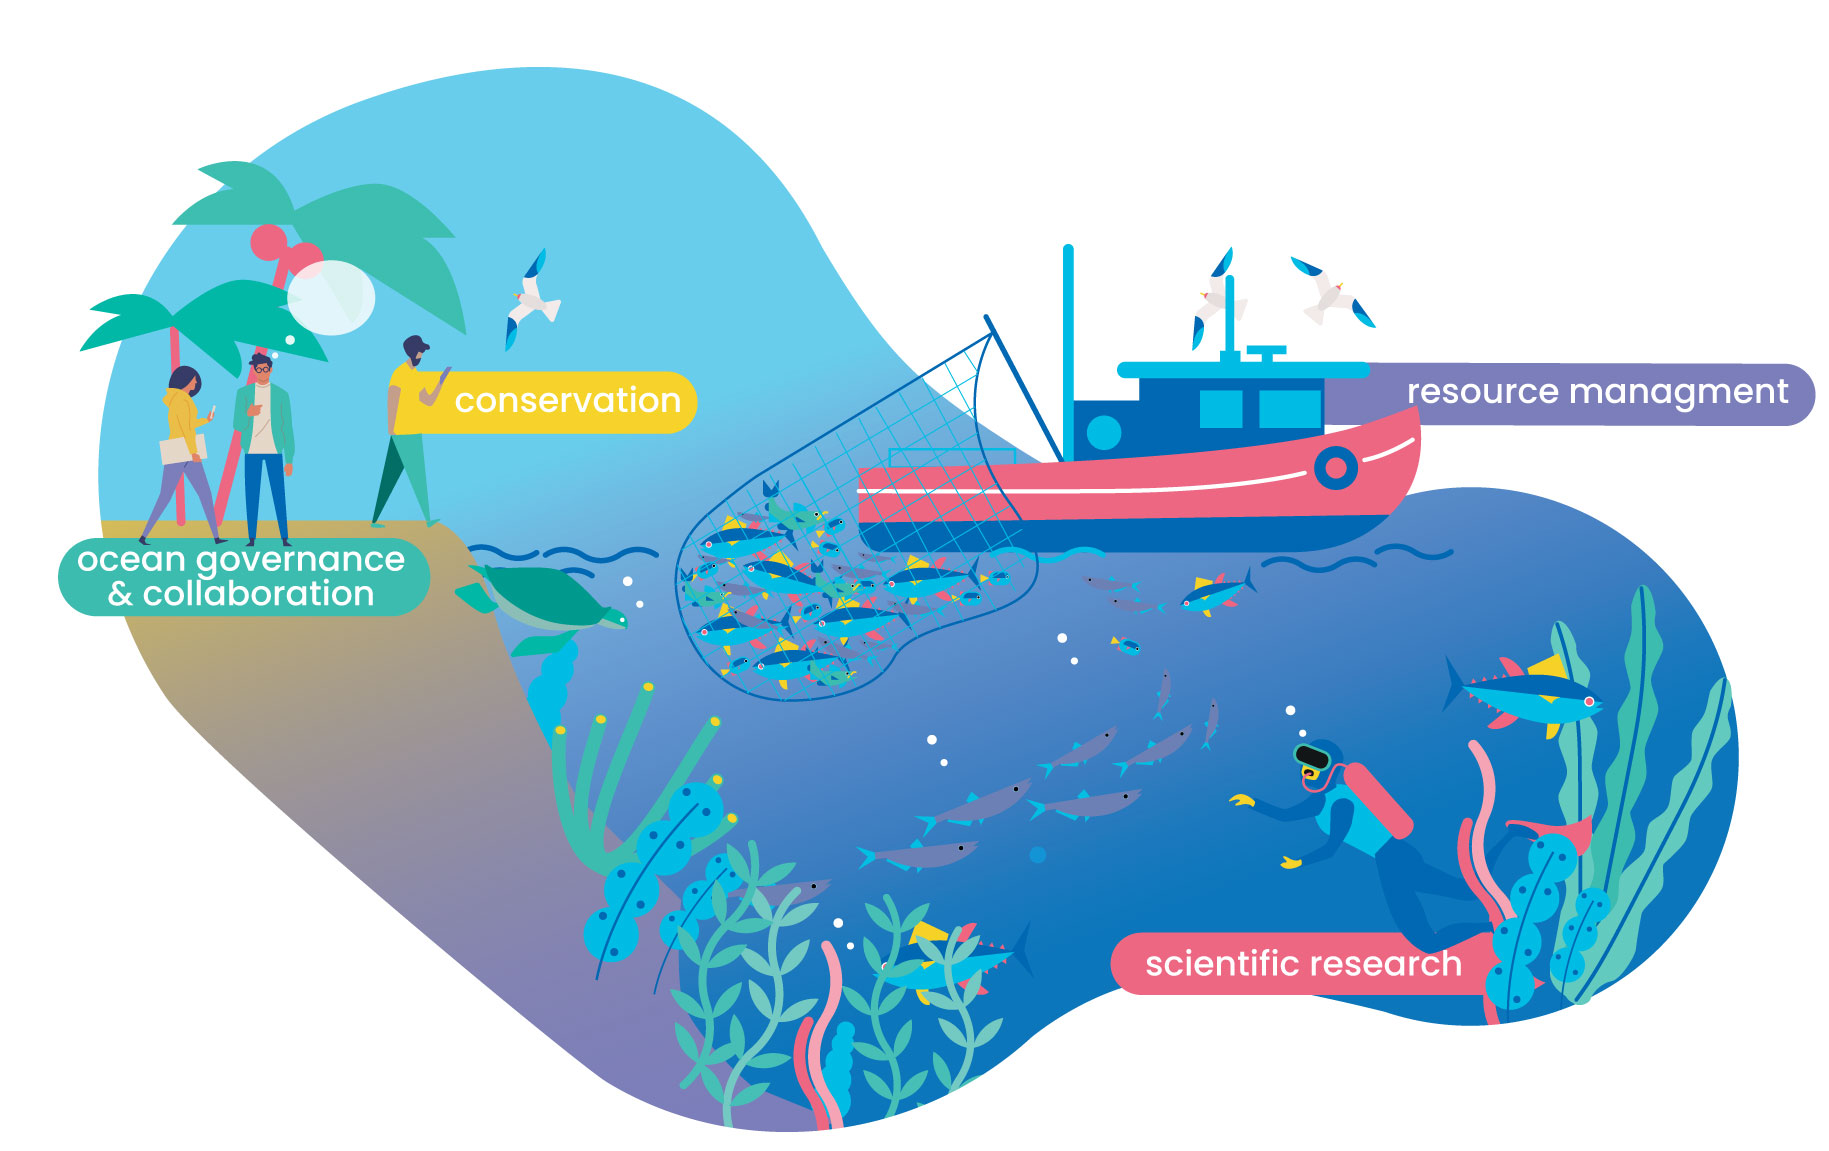 conservation
resource managment
ocean governance
& collaboration
scientific research